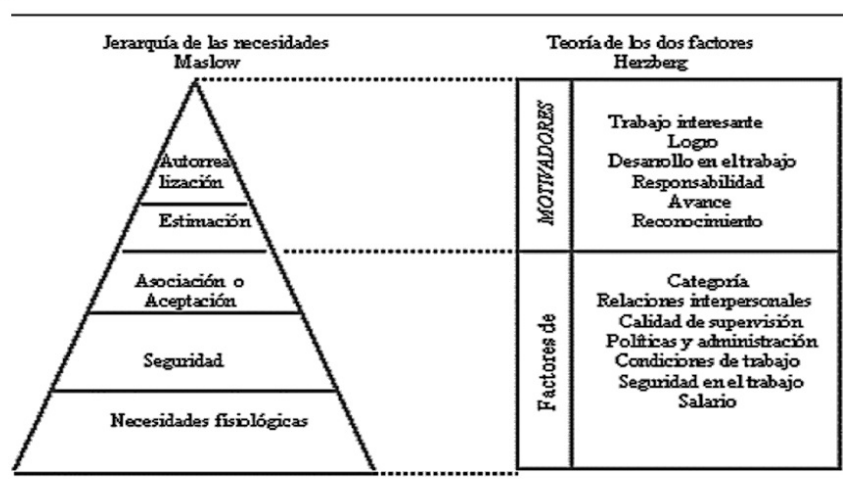 Jerarquía de las necesidades
Maslow
Autorrea
lización
Estimación
Asociación o
Aceptación
Seguridad
Necesidades fisiológicas
Teoría de los dos factores
Herzberg
MOTIVADORES
Trabajo interesante
Logro
Desarrollo en el trabajo
Responsabilidad
Avance
Reconocimiento
Factores de
Categoría
Relaciones interpersonales
Calidad de supervisión
Políticas y administración
Condiciones de trabajo
Seguridad en el trabajo
Salario